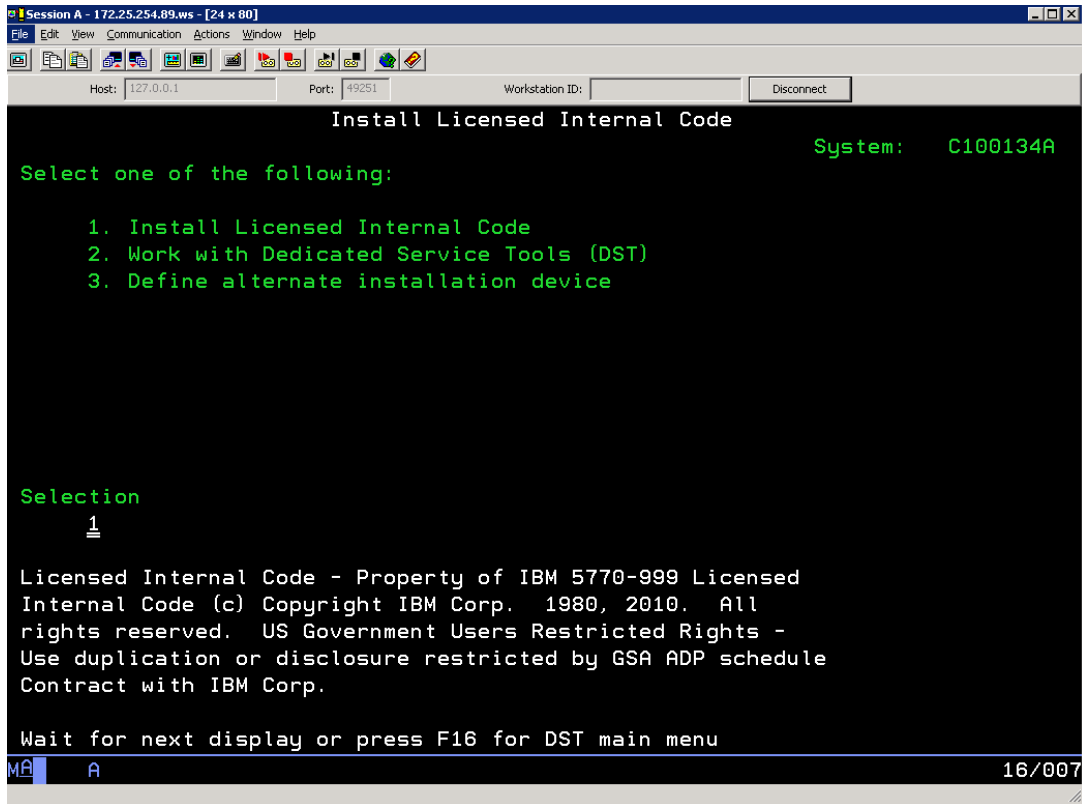 Session A - 172.25.254.89.ws - [24 x 80]
File Edit View Communication Actions Window Help
Host: 127.0.0.1 Port: 49251 Workstation ID: Disconnect
Install Licensed Internal Code
System: C100134A
Select one of the following:
1. Install Licensed Internal Code
2. Work with Dedicated Service Tools (DST)
3. Define alternate installation device
Selection
1
Licensed Internal Code - Property of IBM 5770-999 Licensed
Internal Code (c) Copyright IBM Corp. 1980, 2010. All
rights reserved. US Government Users Restricted Rights -
Use duplication or disclosure restricted by GSA ADP schedule
Contract with IBM Corp.
Wait for next display or press F16 for DST main menu
MA A 16/007